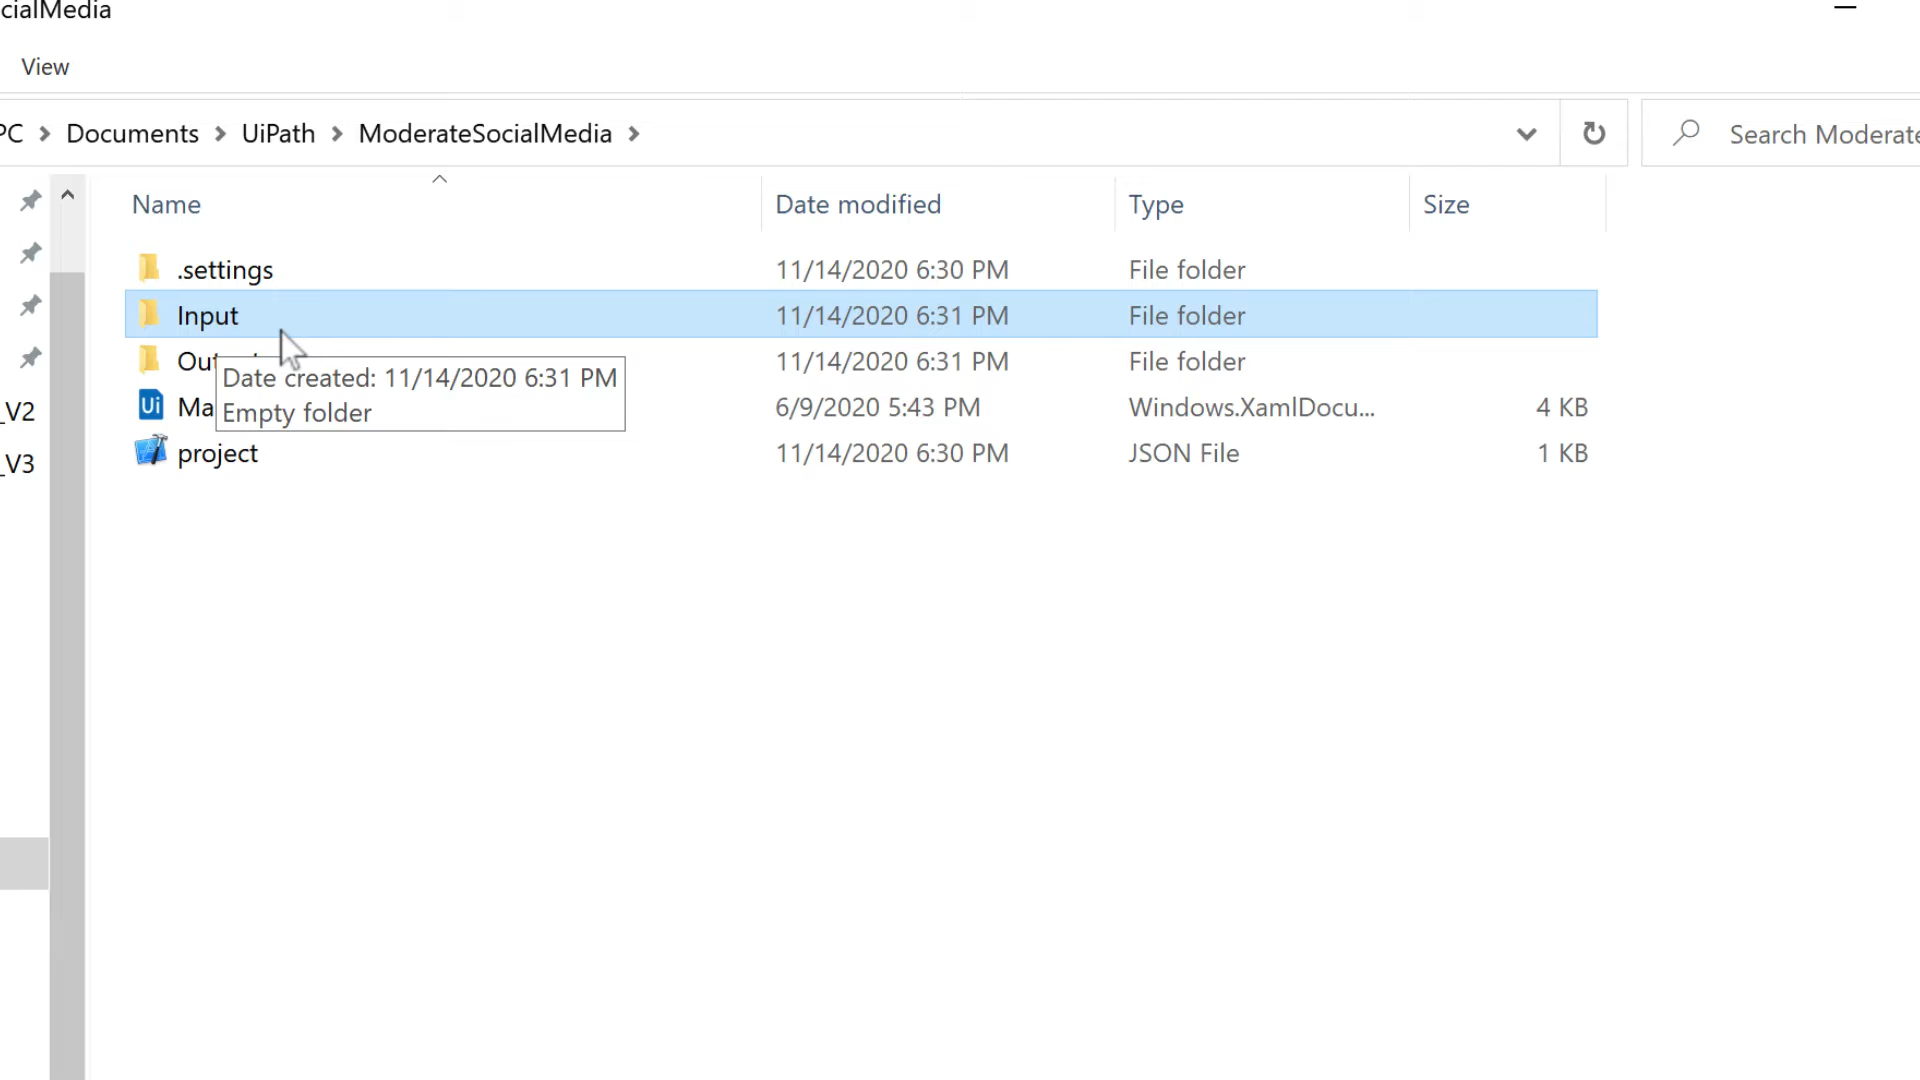 cialMedia
View
PC Documents UiPath ModerateSocialMedia Search Moderate
Name Date modified Type Size
.settings 11/14/2020 6:30 PM File folder
Input 11/14/2020 6:31 PM File folder
Out 11/14/2020 6:31 PM File folder
Date created: 11/14/2020 6:31 PM
Ui Ma 6/9/2020 5:43 PM Windows.XamlDocu... 4 KB
Empty folder
_V2
project 11/14/2020 6:30 PM JSON File 1 KB
_V3